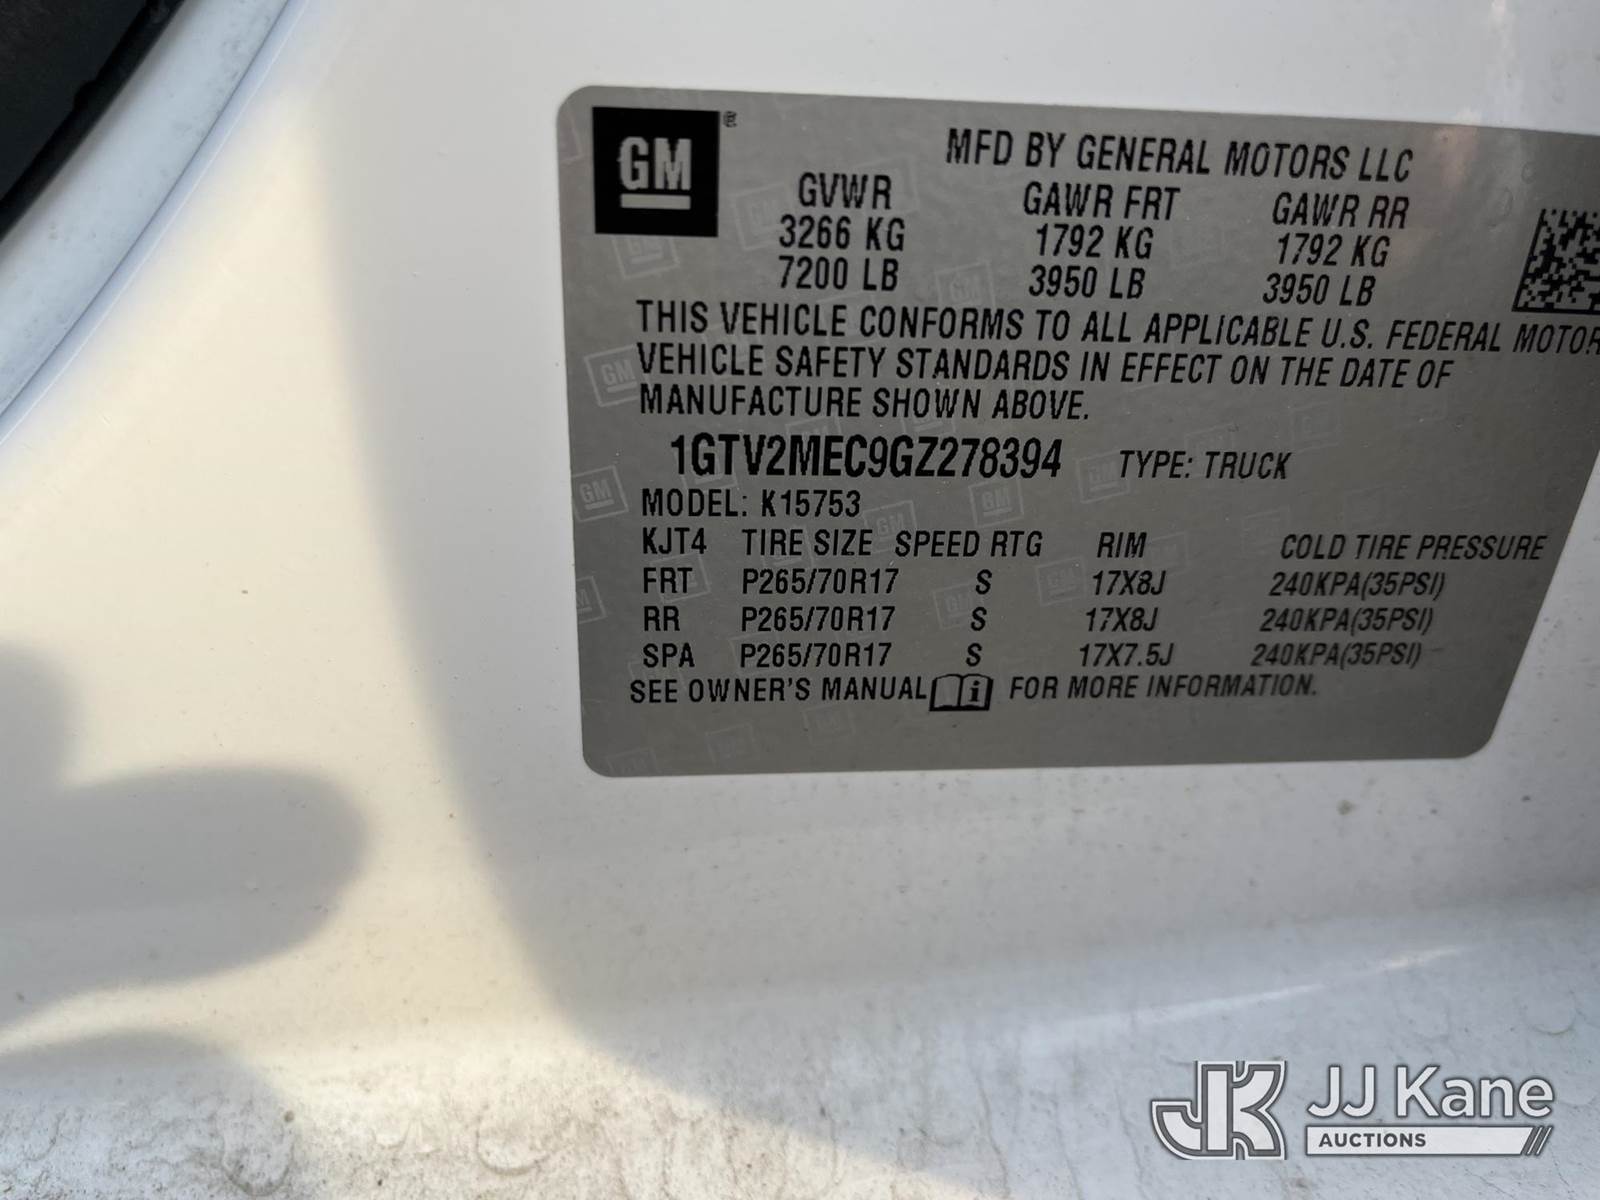 GM
MFD BY GENERAL MOTORS LLC
GVWR GAWR FRT GAWR RR
3266 KG 1792 KG 1792 KG
7200 LB 3950 LB 3950 LB
THIS VEHICLE CONFORMS TO ALL APPLICABLE U.S. FEDERAL MOTOR
VEHICLE SAFETY STANDARDS IN EFFECT ON THE DATE OF
MANUFACTURE SHOWN ABOVE.
1GTV2MEC9GZ278394 TYPE: TRUCK
MODEL: K15753
KJT4 TIRE SIZE SPEED RTG RIM COLD TIRE PRESSURE
FRT P265/70R17 S 17X8J 240KPA(35PSI)
RR P265/70R17 S 17X8J 240KPA(35PSI)
SPA P265/70R17 S 17X7.5J 240KPA(35PSI)
SEE OWNER'S MANUAL i FOR MORE INFORMATION.
JK JJ Kane
AUCTIONS